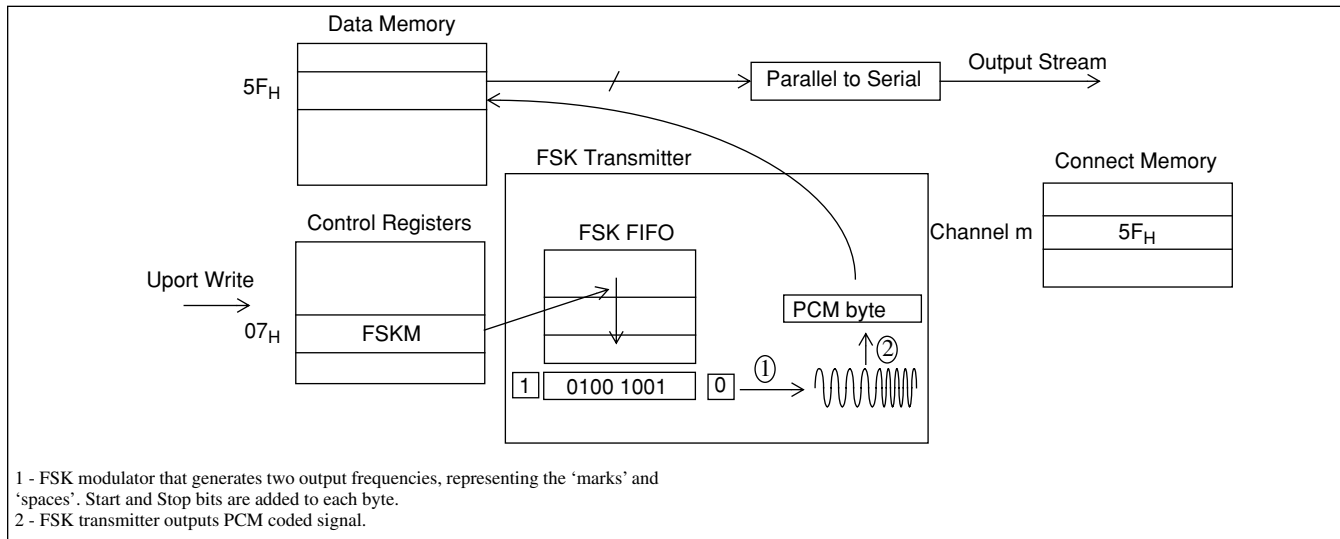 Data Memory
5FH
Parallel to Serial
Output Stream
FSK Transmitter
Connect Memory
Channel m
5FH
Control Registers
FSK FIFO
Uport Write
07H
FSKM
PCM byte
1
0100 1001
0
1
2
1 - FSK modulator that generates two output frequencies, representing the ‘marks’ and
‘spaces’. Start and Stop bits are added to each byte.
2 - FSK transmitter outputs PCM coded signal.